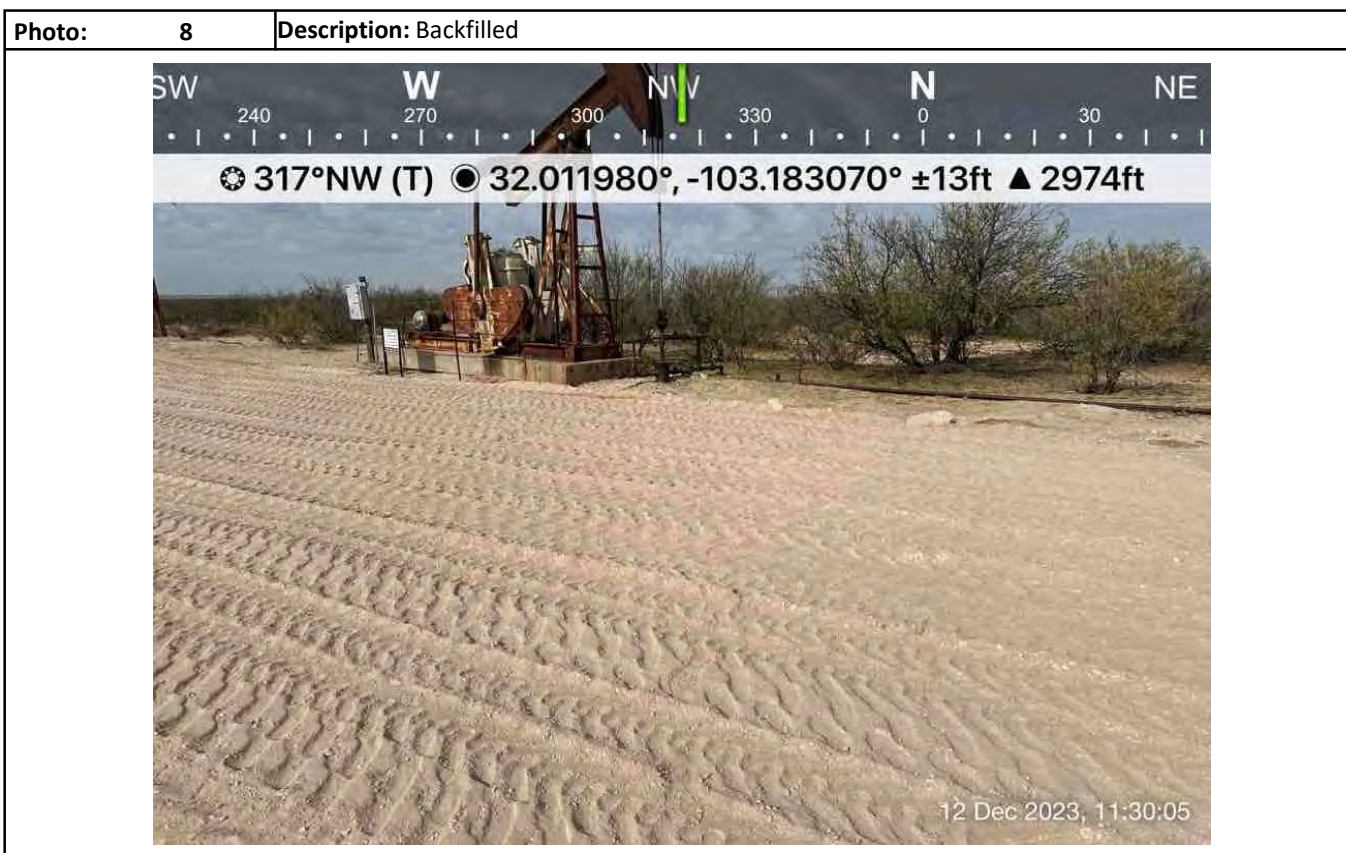 Photo: 8 Description: Backfilled
SW W NW N NE
240 270 300 330 0 30
317°NW (T) 32.011980°, -103.183070° ±13ft ▲ 2974ft
12 Dec 2023, 11:30:05